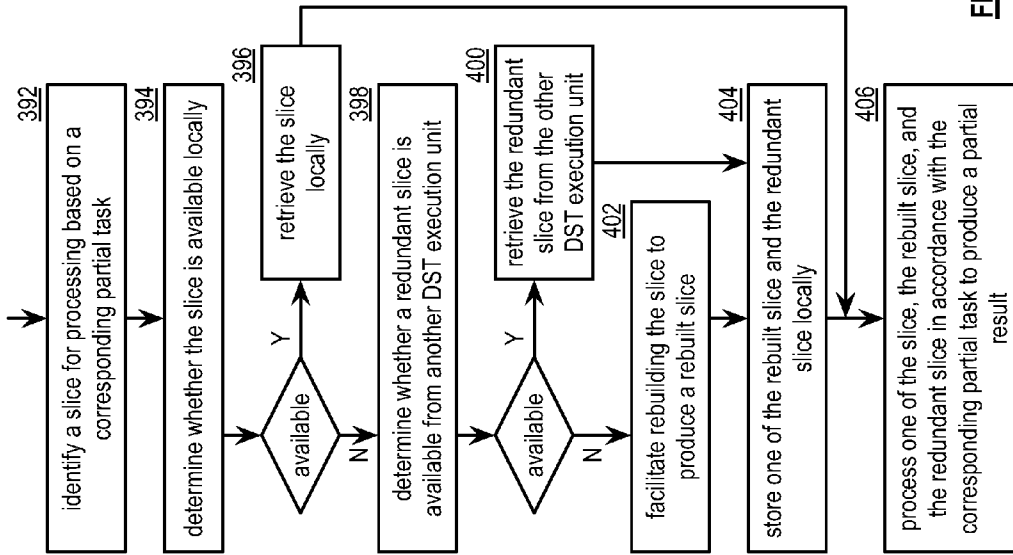 392
identify a slice for processing based on a
corresponding partial task
394
determine whether the slice is available locally
available
Y
N
396
retrieve the slice
locally
398
determine whether a redundant slice is
available from another DST execution unit
available
Y
N
400
retrieve the redundant
slice from the other
DST execution unit
402
facilitate rebuilding the slice to
produce a rebuilt slice
404
store one of the rebuilt slice and the redundant
slice locally
406
process one of the slice, the rebuilt slice, and
the redundant slice in accordance with the
corresponding partial task to produce a partial
result